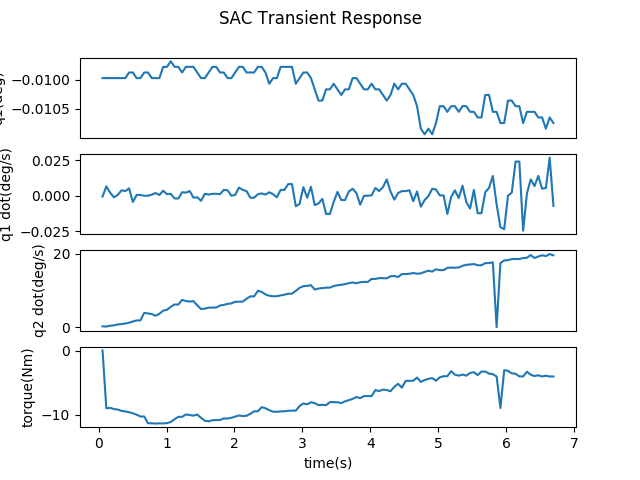 SAC Transient Response
q1(deg)
−0.0100
−0.0105
q1 dot(deg/s)
0.025
0.000
−0.025
q2 dot(deg/s)
20
0
torque(Nm)
0
−10
0 1 2 3 4 5 6 7
time(s)